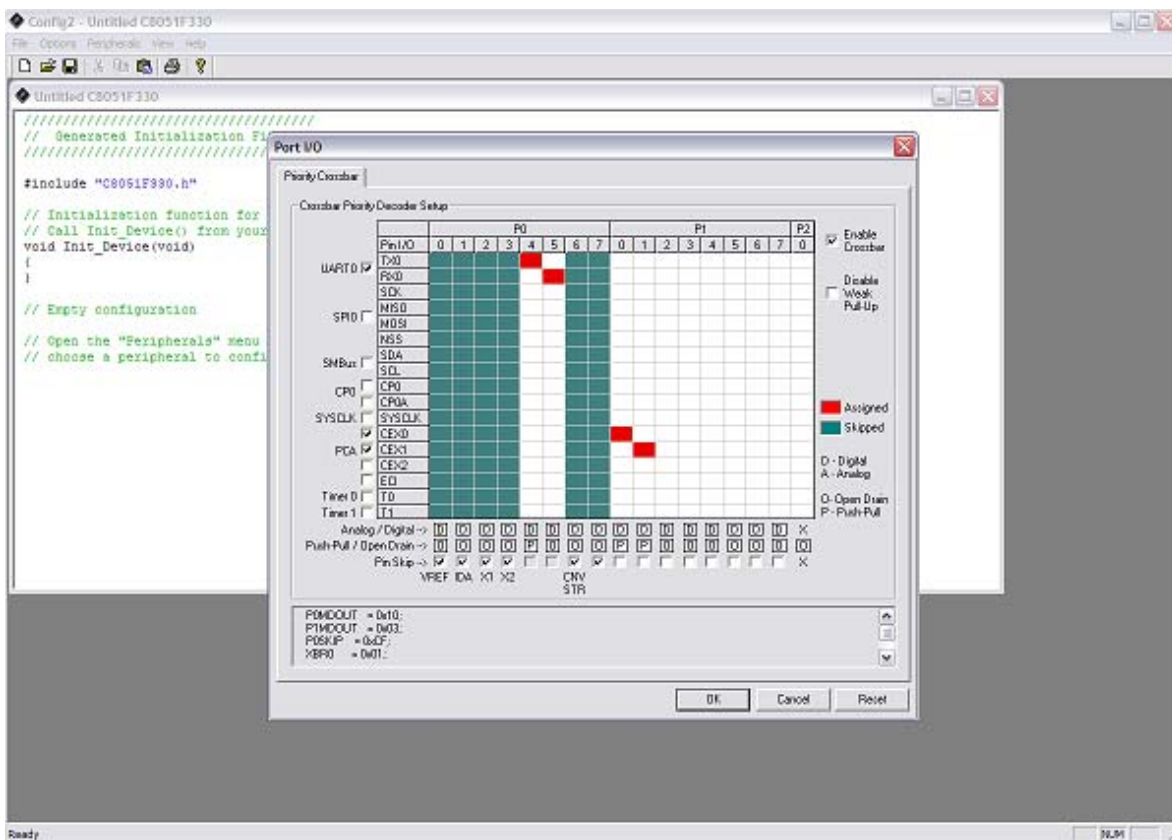 Config2 - Untitled C8051F330
File Options Peripherals View Help
Untitled C8051F330
//////////////////////////////////////
// Generated Initialization Fi
#include "C8051F330.h"
// Initialization function for
// Call Init_Device() from your
void Init_Device(void)
{
}
// Empty configuration
// Open the "Peripherals" menu
// choose a peripheral to confi
Port I/O
Priority Crossbar
Crossbar Priority Decoder Setup
P0 P1 P2
Pin I/O 0 1 2 3 4 5 6 7 0 1 2 3 4 5 6 7 0
UART0 TX0
RX0
SCK
SPI0 MISO
MOSI
NSS
SMBus SDA
SCL
CP0 CP0
CP0A
SYSCLK SYSCLK
CEX0
PCA CEX1
CEX2
ECI
Timer 0 T0
Timer 1 T1
Analog / Digital -> D D D D D D D D D D D D D D D D X
Push-Pull / Open Drain -> O O O O P O O O P P O O O O O O O
Pin Skip -> X
VREF IDA X1 X2 CNV
STR
Enable
Crossbar
Disable
Weak
Pull-Up
Assigned
Skipped
D - Digital
A - Analog
O- Open Drain
P - Push-Pull
P0MDOUT = 0x10;
P1MDOUT = 0x03;
P0SKIP = 0xCF;
XBR0 = 0x01;
OK Cancel Reset
Ready NUM